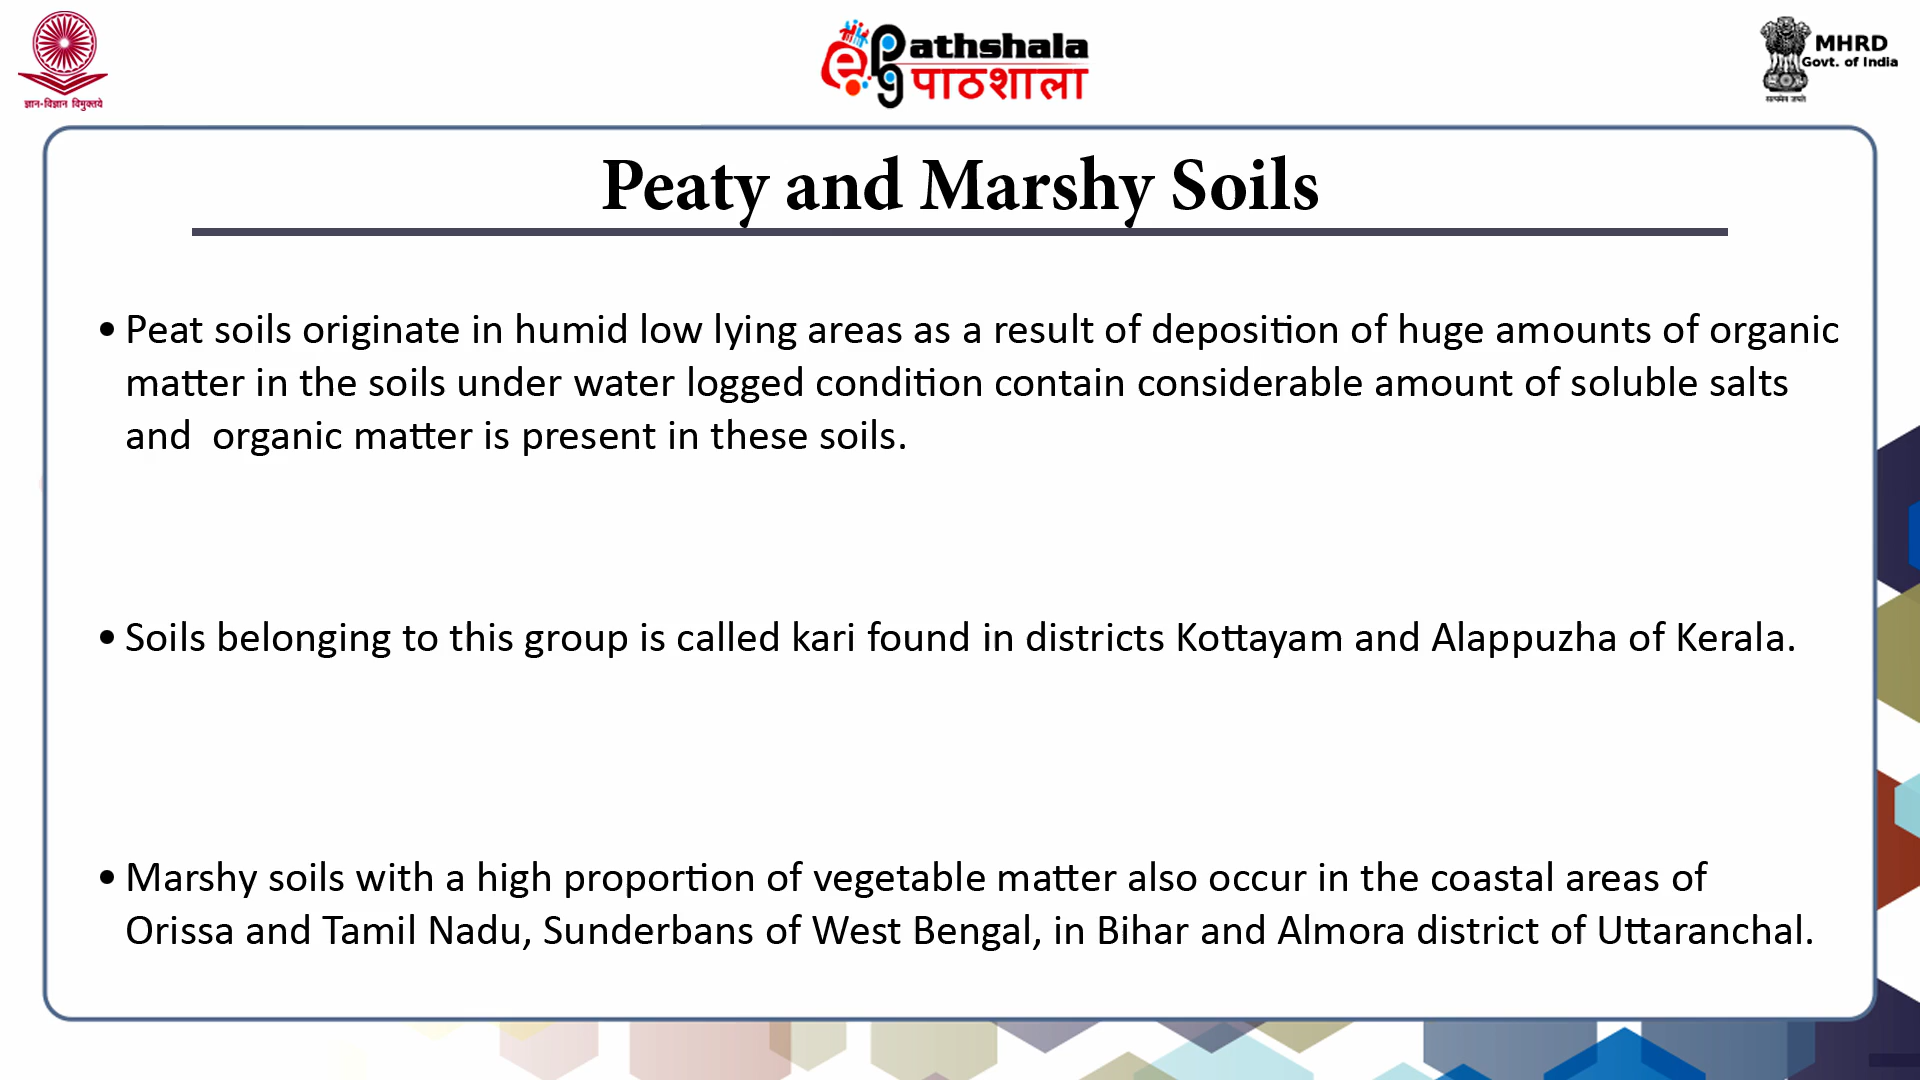 ज्ञान-विज्ञान विमुक्तये
ePathshala
पाठशाला
MHRD
Govt. of India
सत्यमेव जयते
Peaty and Marshy Soils
• Peat soils originate in humid low lying areas as a result of deposition of huge amounts of organic
matter in the soils under water logged condition contain considerable amount of soluble salts
and  organic matter is present in these soils.
• Soils belonging to this group is called kari found in districts Kottayam and Alappuzha of Kerala.
• Marshy soils with a high proportion of vegetable matter also occur in the coastal areas of
Orissa and Tamil Nadu, Sunderbans of West Bengal, in Bihar and Almora district of Uttaranchal.